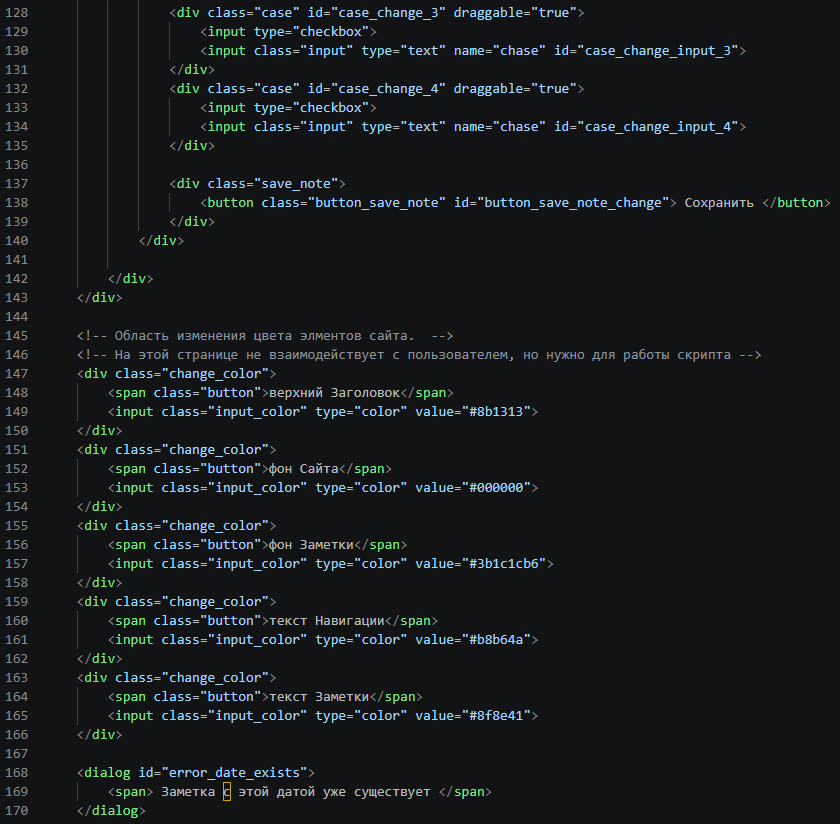 128 <div class="case" id="case_change_3" draggable="true">
129 <input type="checkbox">
130 <input class="input" type="text" name="chase" id="case_change_input_3">
131 </div>
132 <div class="case" id="case_change_4" draggable="true">
133 <input type="checkbox">
134 <input class="input" type="text" name="chase" id="case_change_input_4">
135 </div>
136
137 <div class="save_note">
138 <button class="button_save_note" id="button_save_note_change"> Сохранить </button>
139 </div>
140 </div>
141
142 </div>
143 </div>
144
145 <!-- Область изменения цвета элментов сайта.  -->
146 <!-- На этой странице не взаимодействует с пользователем, но нужно для работы скрипта -->
147 <div class="change_color">
148 <span class="button">верхний Заголовок</span>
149 <input class="input_color" type="color" value="#8b1313">
150 </div>
151 <div class="change_color">
152 <span class="button">фон Сайта</span>
153 <input class="input_color" type="color" value="#000000">
154 </div>
155 <div class="change_color">
156 <span class="button">фон Заметки</span>
157 <input class="input_color" type="color" value="#3b1c1cb6">
158 </div>
159 <div class="change_color">
160 <span class="button">текст Навигации</span>
161 <input class="input_color" type="color" value="#b8b64a">
162 </div>
163 <div class="change_color">
164 <span class="button">текст Заметки</span>
165 <input class="input_color" type="color" value="#8f8e41">
166 </div>
167
168 <dialog id="error_date_exists">
169 <span> Заметка с этой датой уже существует </span>
170 </dialog>